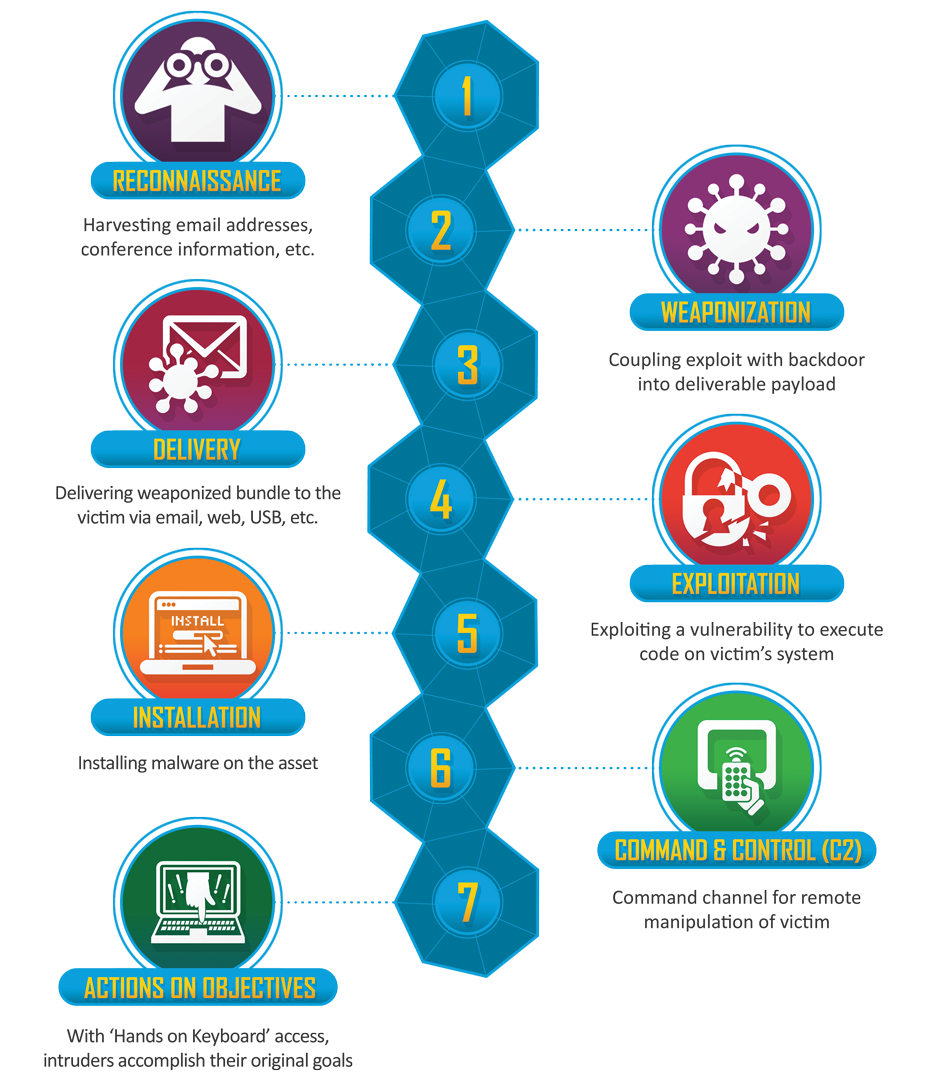 1
RECONNAISSANCE
Harvesting email addresses,
conference information, etc.
2
WEAPONIZATION
Coupling exploit with backdoor
into deliverable payload
3
DELIVERY
Delivering weaponized bundle to the
victim via email, web, USB, etc.
4
EXPLOITATION
Exploiting a vulnerability to execute
code on victim’s system
5
INSTALL
INSTALLATION
Installing malware on the asset
6
COMMAND & CONTROL (C2)
Command channel for remote
manipulation of victim
7
ACTIONS ON OBJECTIVES
With ‘Hands on Keyboard’ access,
intruders accomplish their original goals